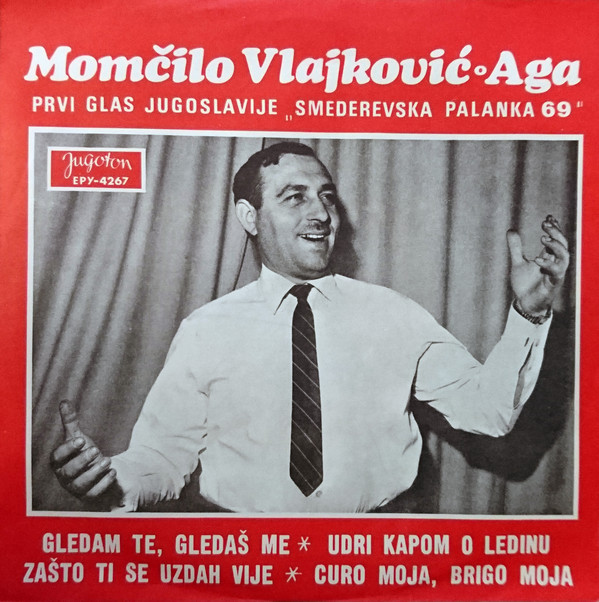 Momčilo Vlajković • Aga
PRVI GLAS JUGOSLAVIJE „SMEDEREVSKA PALANKA 69"
Jugoton
EPY-4267
GLEDAM TE, GLEDAŠ ME * UDRI KAPOM O LEDINU
ZAŠTO TI SE UZDAH VIJE * CURO MOJA, BRIGO MOJA